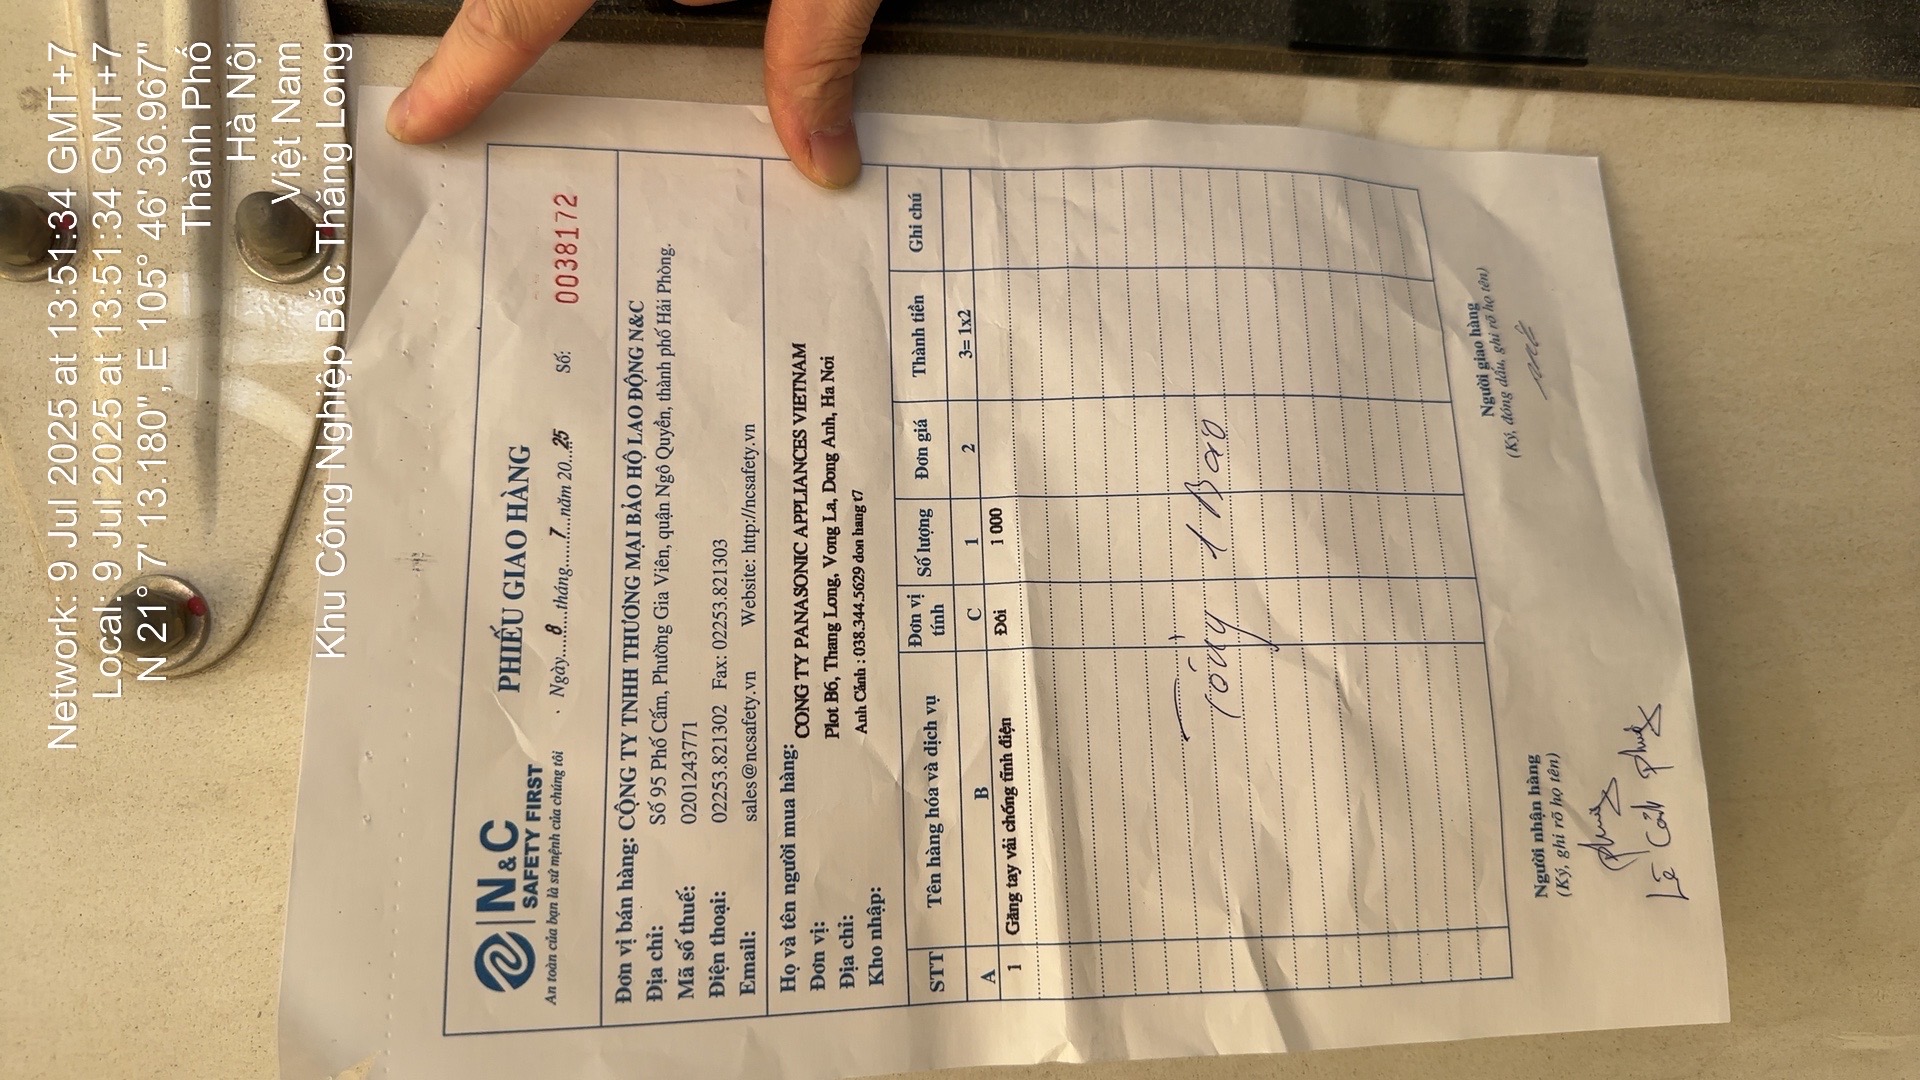 Network: 9 Jul 2025 at 13:51:34 GMT+7
Local: 9 Jul 2025 at 13:51:34 GMT+7
N 21° 7' 13.180", E 105° 46' 36.967"
Thành Phố
Hà Nội
Việt Nam
Khu Công Nghiệp Bắc Thăng Long
N&C
SAFETY FIRST
An toàn của bạn là sứ mệnh của chúng tôi
PHIẾU GIAO HÀNG
Ngày.....8.....tháng.....7.....năm 20...25
Số: 0038172
Đơn vị bán hàng: CÔNG TY TNHH THƯƠNG MẠI BẢO HỘ LAO ĐỘNG N&C
Địa chỉ: Số 95 Phố Cấm, Phường Gia Viên, quận Ngô Quyền, thành phố Hải Phòng.
Mã số thuế: 0201243771
Điện thoại: 02253.821302 Fax: 02253.821303
Email: sales@ncsafety.vn Website: http://ncsafety.vn
Họ và tên người mua hàng:
Đơn vị: CONG TY PANASONIC APPLIANCES VIETNAM
Địa chỉ: Plot B6, Thang Long, Vong La, Dong Anh, Ha Noi
Kho nhập: Anh Cảnh : 038.344.5629 don hang t7
STT Tên hàng hóa và dịch vụ Đơn vị tính Số lượng Đơn giá Thành tiền Ghi chú
A B C 1 2 3= 1x2
1 Găng tay vải chống tĩnh điện Đôi 1 000
1 Bao
Người nhận hàng
(Ký, ghi rõ họ tên)
Người giao hàng
(Ký, đóng dấu, ghi rõ họ tên)
Lê